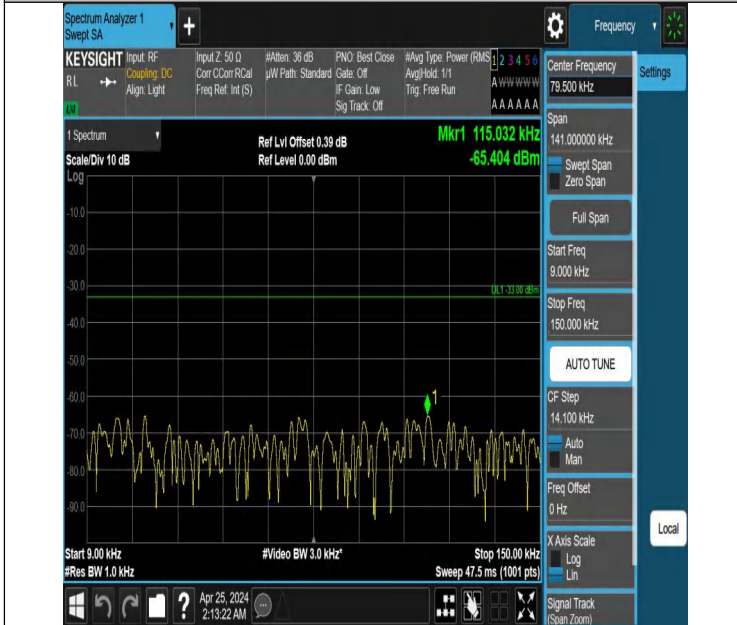 Spectrum Analyzer 1
Swept SA
+
Frequency
KEYSIGHT
RL
Input: RF
Coupling: DC
Align: Light
Input Z: 50 Ω
Corr CCorr RCal
Freq Ref: Int (S)
#Atten: 36 dB
µW Path: Standard
PNO: Best Close
Gate: Off
IF Gain: Low
Sig Track: Off
#Avg Type: Power (RMS
Avg|Hold: 1/1
Trig: Free Run
1 2 3 4 5 6
A W W W W W
A A A A A A
1 Spectrum
Scale/Div 10 dB
Log
Ref Lvl Offset 0.39 dB
Ref Level 0.00 dBm
Mkr1 115.032 kHz
-65.404 dBm
-10.0
-20.0
-30.0
DL1 -33.00 dBm
-40.0
-50.0
-60.0
1
-70.0
-80.0
-90.0
Start 9.00 kHz
#Res BW 1.0 kHz
#Video BW 3.0 kHz*
Stop 150.00 kHz
Sweep 47.5 ms (1001 pts)
?
Apr 25, 2024
2:13:22 AM
Center Frequency
79.500 kHz
Span
141.000000 kHz
Swept Span
Zero Span
Full Span
Start Freq
9.000 kHz
Stop Freq
150.000 kHz
AUTO TUNE
CF Step
14.100 kHz
Auto
Man
Freq Offset
0 Hz
X Axis Scale
Log
Lin
Signal Track
(Span Zoom)
Settings
Local